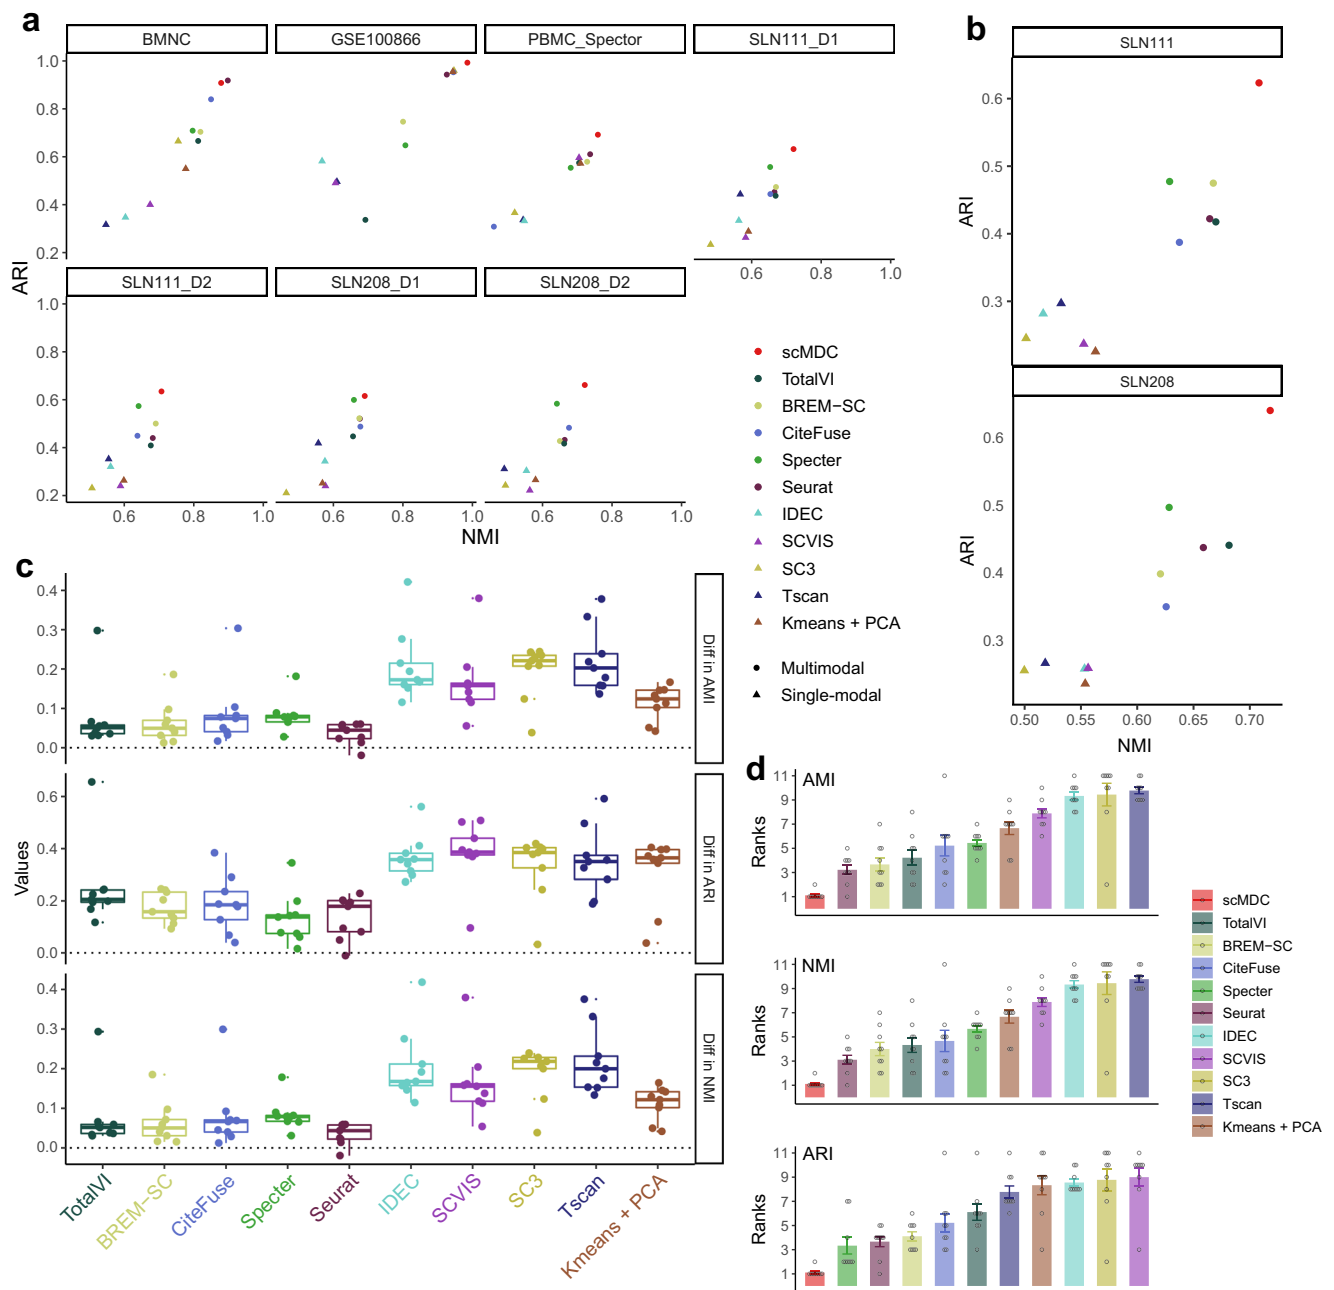 a
BMNC
GSE100866
PBMC_Spector
SLN111_D1
1.0
0.8
0.6
0.4
0.2
0.6 0.8 1.0
ARI
SLN111_D2
SLN208_D1
SLN208_D2
1.0
0.8
0.6
0.4
0.2
0.6 0.8 1.0
0.6 0.8 1.0
0.6 0.8 1.0
NMI
scMDC
TotalVI
BREM−SC
CiteFuse
Specter
Seurat
IDEC
SCVIS
SC3
Tscan
Kmeans + PCA
Multimodal
Single-modal
b
SLN111
0.6
0.5
0.4
0.3
ARI
SLN208
0.6
0.5
0.4
0.3
ARI
0.50 0.55 0.60 0.65 0.70
NMI
c
Values
0.4
0.3
0.2
0.1
0.0
Diff in AMI
0.6
0.4
0.2
0.0
Diff in ARI
0.4
0.3
0.2
0.1
0.0
Diff in NMI
TotalVI
BREM−SC
CiteFuse
Specter
Seurat
IDEC
SCVIS
SC3
Tscan
Kmeans + PCA
d
AMI
Ranks
11
9
7
5
3
1
NMI
Ranks
11
9
7
5
3
1
ARI
Ranks
11
9
7
5
3
1
scMDC
TotalVI
BREM−SC
CiteFuse
Specter
Seurat
IDEC
SCVIS
SC3
Tscan
Kmeans + PCA